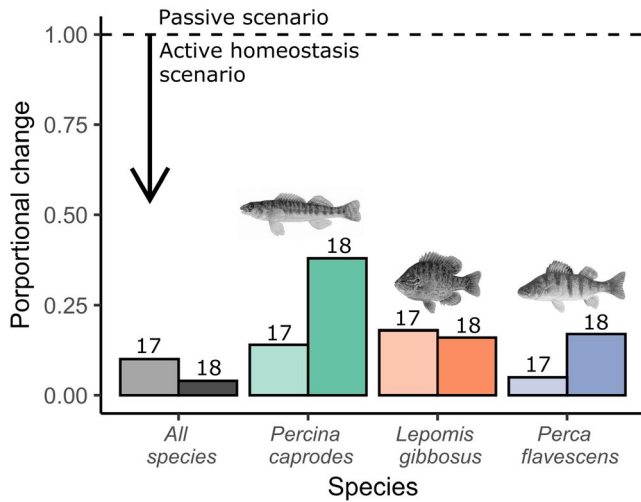 Passive scenario
1.00
Active homeostasis
scenario
0.75
0.50
0.25
0.00
Porportional change
17
18
17
18
17
18
17
18
All
species
Percina
caprodes
Lepomis
gibbosus
Perca
flavescens
Species